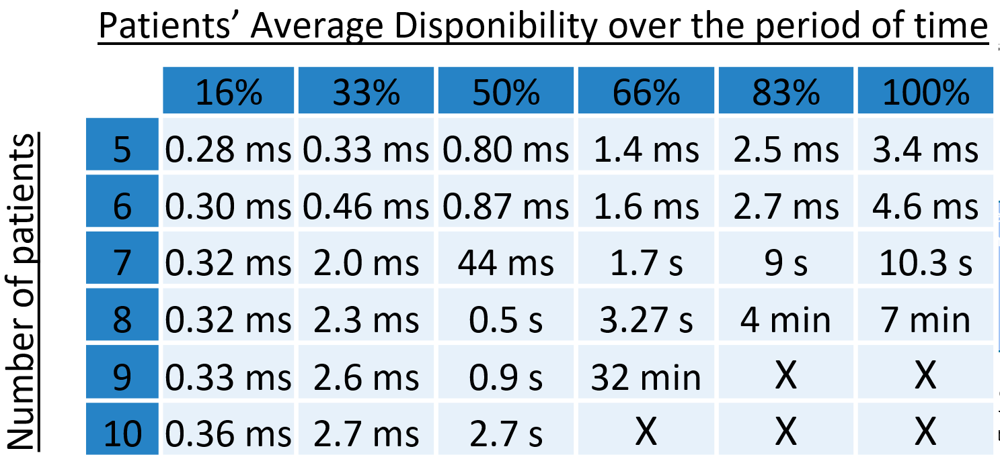 Patients’ Average Disponibility over the period of time
16% 33% 50% 66% 83% 100%
Number of patients
5 0.28 ms 0.33 ms 0.80 ms 1.4 ms 2.5 ms 3.4 ms
6 0.30 ms 0.46 ms 0.87 ms 1.6 ms 2.7 ms 4.6 ms
7 0.32 ms 2.0 ms 44 ms 1.7 s 9 s 10.3 s
8 0.32 ms 2.3 ms 0.5 s 3.27 s 4 min 7 min
9 0.33 ms 2.6 ms 0.9 s 32 min X X
10 0.36 ms 2.7 ms 2.7 s X X X